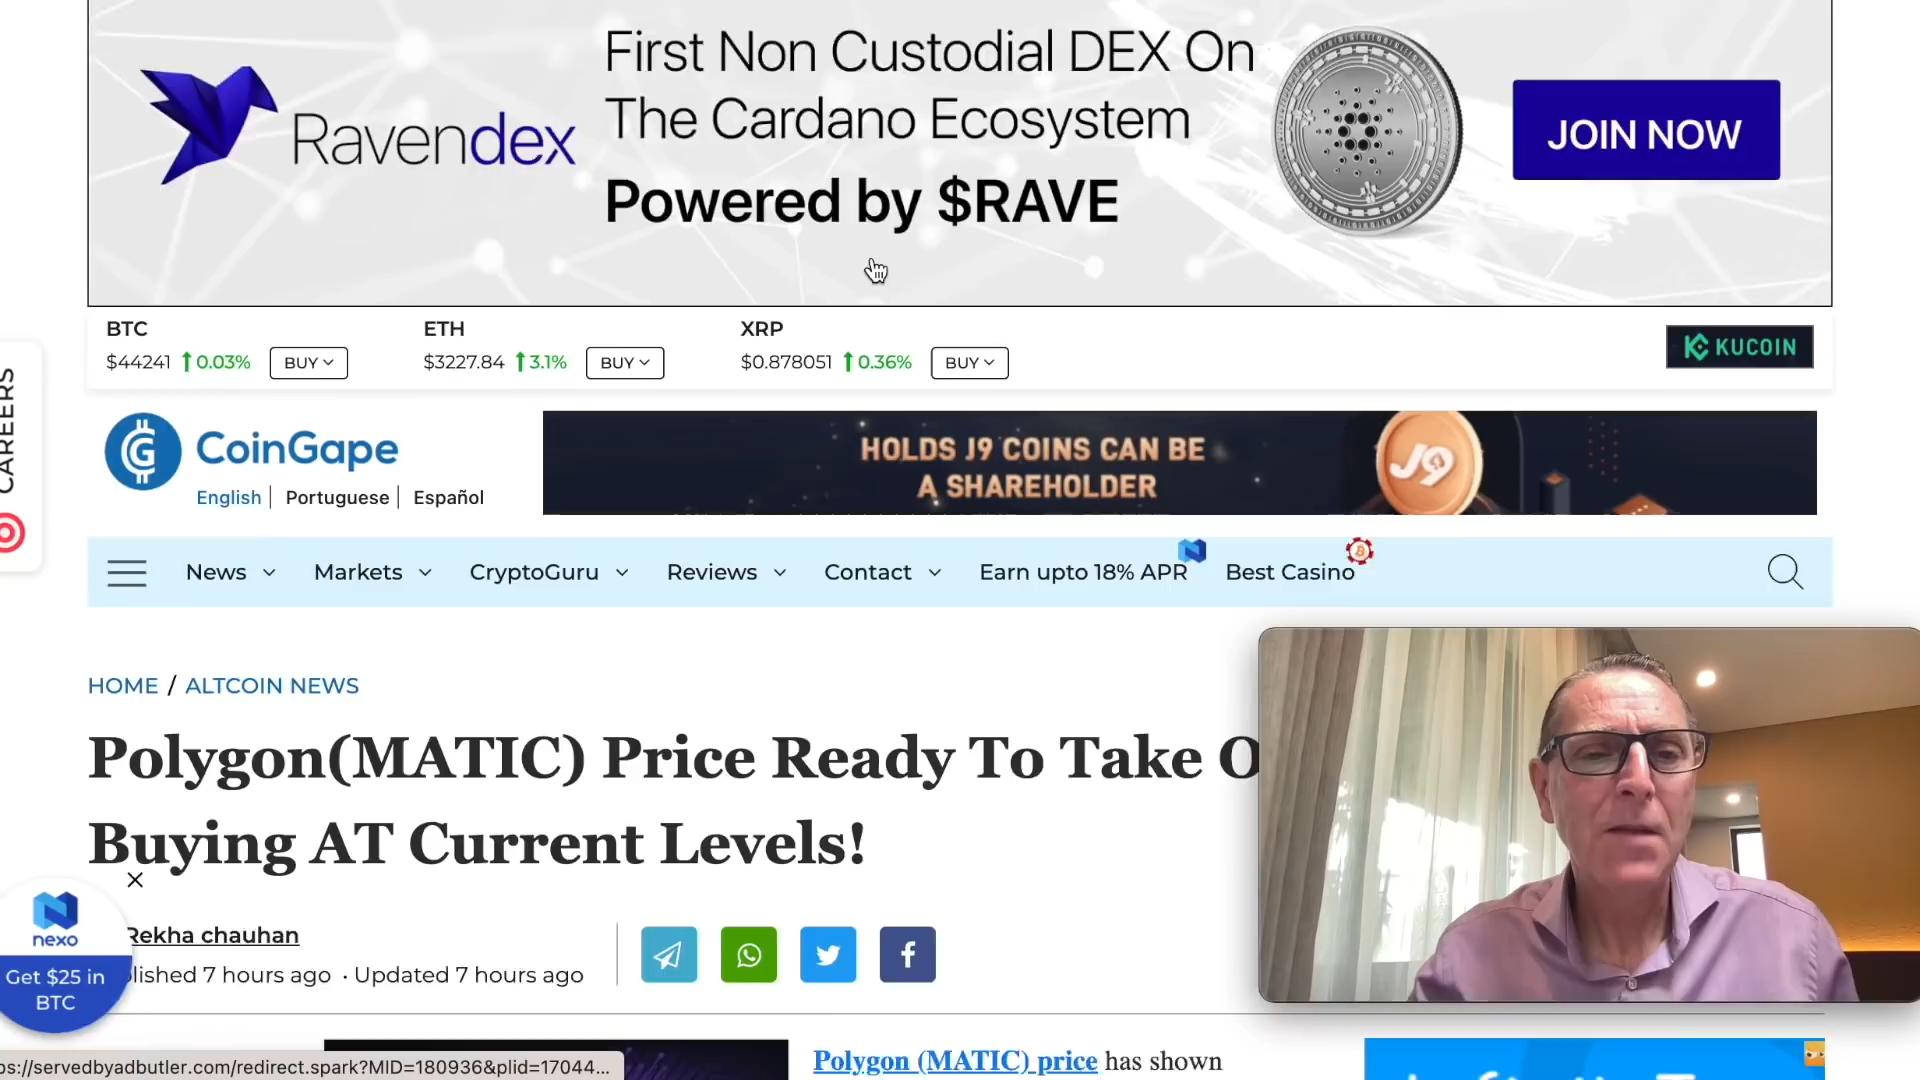 First Non Custodial DEX On
The Cardano Ecosystem
Powered by $RAVE
Ravendex
JOIN NOW
BTC
$44241 0.03% BUY
ETH
$3227.84 3.1% BUY
XRP
$0.878051 0.36% BUY
KUCOIN
CAREERS
CoinGape
English | Portuguese | Español
HOLDS J9 COINS CAN BE
A SHAREHOLDER
J9
News Markets CryptoGuru Reviews Contact Earn upto 18% APR Best Casino
HOME / ALTCOIN NEWS
Polygon(MATIC) Price Ready To Take
Buying AT Current Levels!
Rekha chauhan
lished 7 hours ago · Updated 7 hours ago
nexo
Get $25 in
BTC
Polygon (MATIC) price has shown
ps://servedbyadbutler.com/redirect.spark?MID=180936&plid=17044...